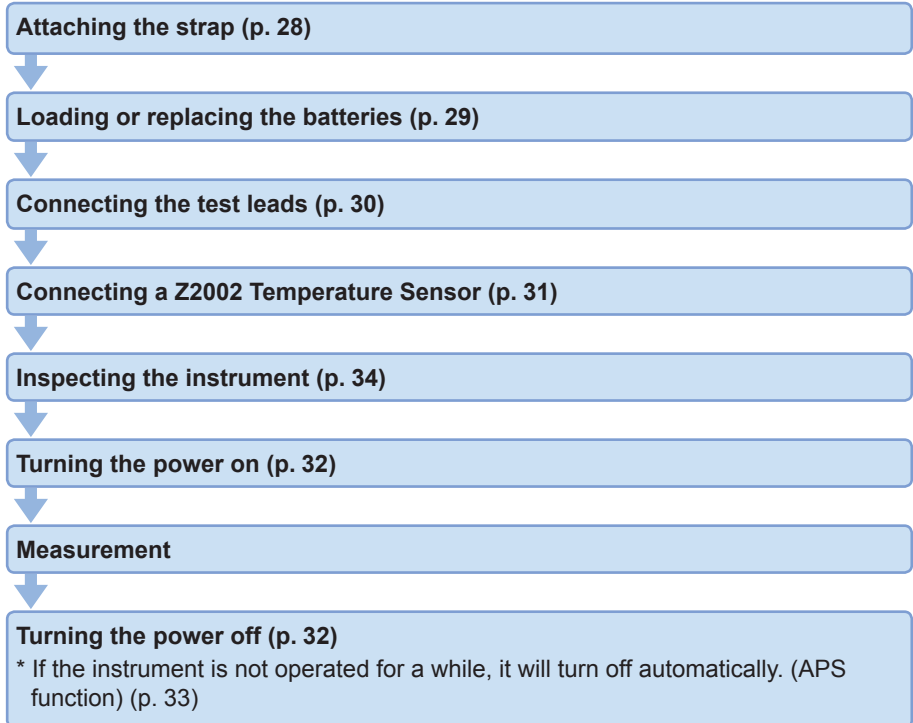 Attaching the strap (p. 28)
Loading or replacing the batteries (p. 29)
Connecting the test leads (p. 30)
Connecting a Z2002 Temperature Sensor (p. 31)
Inspecting the instrument (p. 34)
Turning the power on (p. 32)
Measurement
Turning the power off (p. 32)
* If the instrument is not operated for a while, it will turn off automatically. (APS
function) (p. 33)